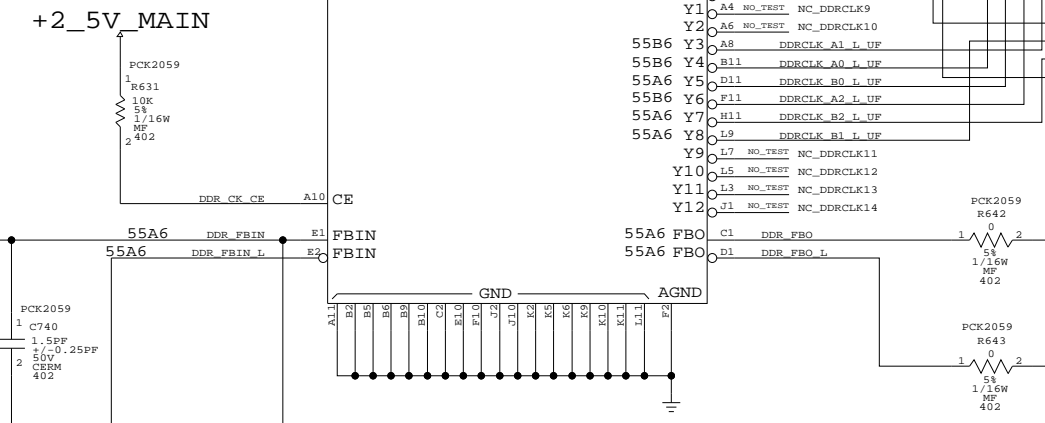 +2_5V_MAIN
PCK2059
1
R631
10K
5%
1/16W
MF
402
2
Y1 A4 NO_TEST NC_DDRCLK9
Y2 A6 NO_TEST NC_DDRCLK10
55B6 Y3 A8 DDRCLK_A1_L_UF
55B6 Y4 B11 DDRCLK_A0_L_UF
55A6 Y5 D11 DDRCLK_B0_L_UF
55B6 Y6 F11 DDRCLK_A2_L_UF
55A6 Y7 H11 DDRCLK_B2_L_UF
55A6 Y8 L9 DDRCLK_B1_L_UF
Y9 L7 NO_TEST NC_DDRCLK11
Y10 L5 NO_TEST NC_DDRCLK12
Y11 L3 NO_TEST NC_DDRCLK13
Y12 J1 NO_TEST NC_DDRCLK14
DDR_CK_CE A10 CE
55A6 DDR_FBIN E1 FBIN
55A6 DDR_FBIN_L E2 FBIN
55A6 FBO C1 DDR_FBO
55A6 FBO D1 DDR_FBO_L
PCK2059
R642
0
1 2
5%
1/16W
MF
402
GND AGND
A11 B2 B5 B6 B9 B10 C2 E10 F10 J2 J10 K2 K5 K6 K9 K10 K11 L11 F2
PCK2059
1 C740
1.5PF
+/-0.25PF
50V
CERM
402
2
PCK2059
R643
0
1 2
5%
1/16W
MF
402